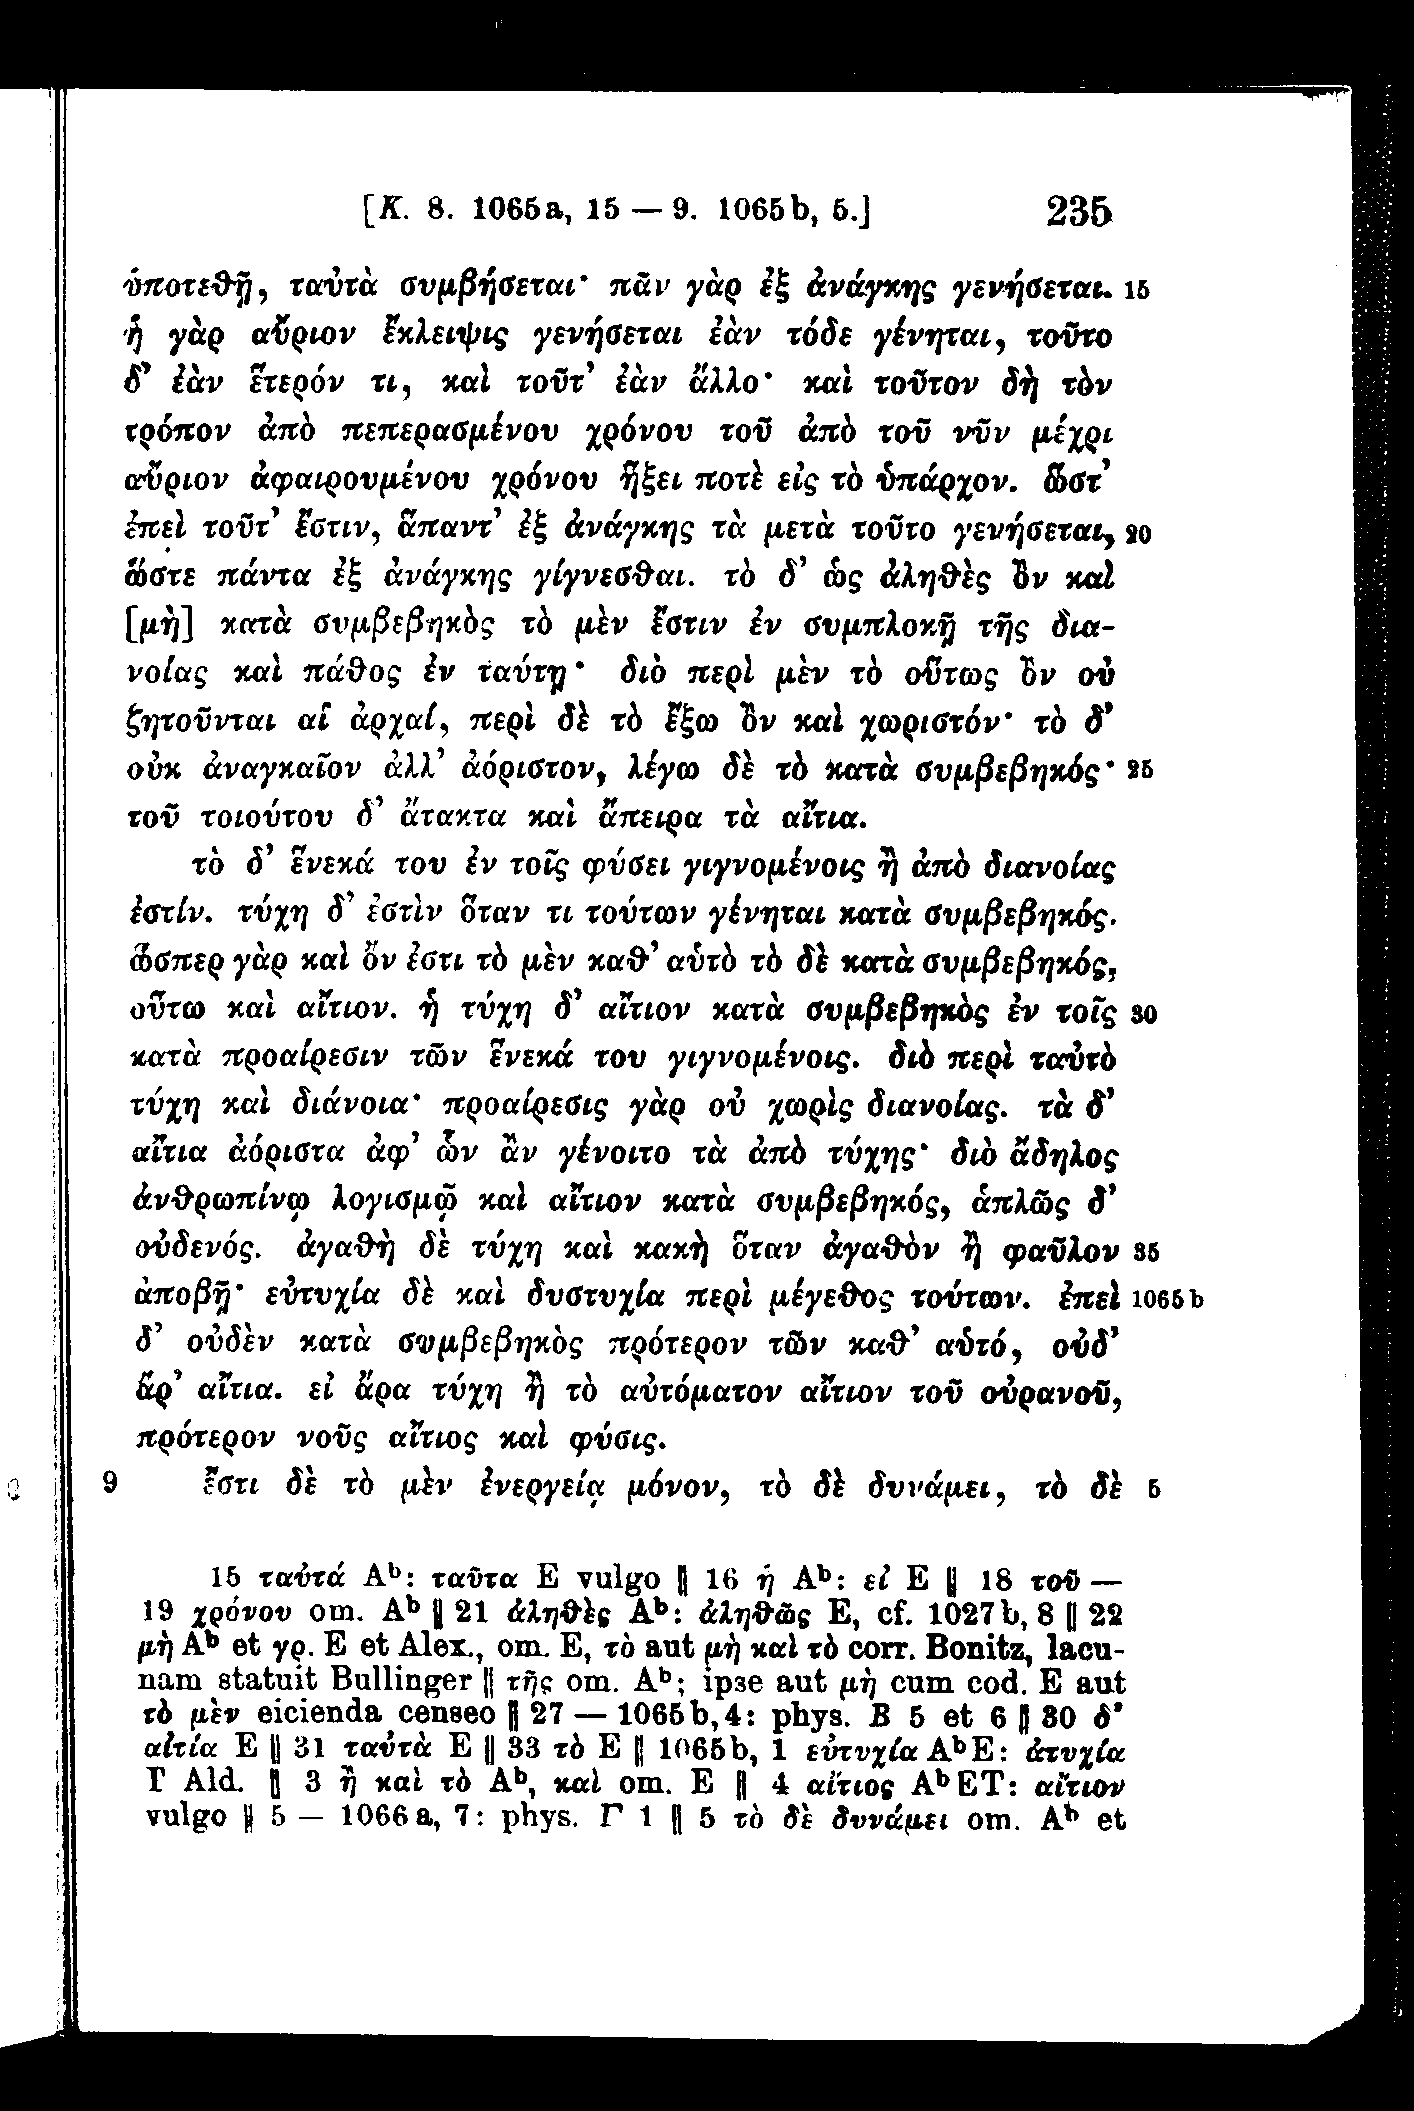 [K. 8. 1065a, 15 — 9. 1065b, 5.] 235
ὑποτεθῇ, ταὐτὰ συμβήσεται· πᾶν γὰρ ἐξ ἀνάγκης γενήσεται. 15
ἡ γὰρ αὔριον ἔκλειψις γενήσεται ἐὰν τόδε γένηται, τοῦτο
δ’ ἐὰν ἕτερόν τι, καὶ τοῦτ’ ἐὰν ἄλλο· καὶ τοῦτον δὴ τὸν
τρόπον ἀπὸ πεπερασμένου χρόνου τοῦ ἀπὸ τοῦ νῦν μέχρι
αὔριον ἀφαιρουμένου χρόνου ἥξει ποτὲ εἰς τὸ ὑπάρχον. ὥστ’
ἐπεὶ τοῦτ’ ἔστιν, ἅπαντ’ ἐξ ἀνάγκης τὰ μετὰ τοῦτο γενήσεται, 20
ὥστε πάντα ἐξ ἀνάγκης γίγνεσθαι. τὸ δ’ ὡς ἀληθὲς ὂν καὶ
[μὴ] κατὰ συμβεβηκὸς τὸ μέν ἔστιν ἐν συμπλοκῇ τῆς δια-
νοίας καὶ πάθος ἐν ταύτῃ· διὸ περὶ μὲν τὸ οὕτως ὂν οὐ
ζητοῦνται αἱ ἀρχαί, περὶ δὲ τὸ ἔξω ὂν καὶ χωριστόν· τὸ δ’
οὐκ ἀναγκαῖον ἀλλ’ ἀόριστον, λέγω δὲ τὸ κατὰ συμβεβηκός· 25
τοῦ τοιούτου δ’ ἄτακτα καὶ ἄπειρα τὰ αἴτια.
τὸ δ’ ἕνεκά του ἐν τοῖς φύσει γιγνομένοις ἢ ἀπὸ διανοίας
ἐστίν. τύχη δ’ ἐστὶν ὅταν τι τούτων γένηται κατὰ συμβεβηκός.
ὥσπερ γὰρ καὶ ὄν ἐστι τὸ μὲν καθ’ αὑτὸ τὸ δὲ κατὰ συμβεβηκός,
οὕτω καὶ αἴτιον. ἡ τύχη δ’ αἴτιον κατὰ συμβεβηκὸς ἐν τοῖς 30
κατὰ προαίρεσιν τῶν ἕνεκά του γιγνομένοις. διὸ περὶ ταὐτὸ
τύχη καὶ διάνοια· προαίρεσις γὰρ οὐ χωρὶς διανοίας. τὰ δ’
αἴτια ἀόριστα ἀφ’ ὧν ἂν γένοιτο τὰ ἀπὸ τύχης· διὸ ἄδηλος
ἀνθρωπίνῳ λογισμῷ καὶ αἴτιον κατὰ συμβεβηκός, ἁπλῶς δ’
οὐδενός. ἀγαθὴ δὲ τύχη καὶ κακὴ ὅταν ἀγαθὸν ἢ φαῦλον 35
ἀποβῇ· εὐτυχία δὲ καὶ δυστυχία περὶ μέγεθος τούτων. ἐπεὶ 1065b
δ’ οὐδὲν κατὰ συμβεβηκὸς πρότερον τῶν καθ’ αὑτό, οὐδ’
ἄρ’ αἴτια. εἰ ἄρα τύχη ἢ τὸ αὐτόματον αἴτιον τοῦ οὐρανοῦ,
πρότερον νοῦς αἴτιος καὶ φύσις.
9 ἔστι δὲ τὸ μὲν ἐνεργείᾳ μόνον, τὸ δὲ δυνάμει, τὸ δὲ 5
15 ταὐτά Aᵇ: ταῦτα E vulgo ‖ 16 ἡ Aᵇ: εἰ E ‖ 18 τοῦ —
19 χρόνου om. Aᵇ ‖ 21 ἀληθὲς Aᵇ: ἀληθῶς E, cf. 1027b, 8 ‖ 22
μὴ Aᵇ et γρ. E et Alex., om. E, τὸ aut μὴ καὶ τὸ corr. Bonitz, lacu-
nam statuit Bullinger ‖ τῆς om. Aᵇ; ipse aut μὴ cum cod. E aut
τὸ μὲν eicienda censeo ‖ 27 — 1065b, 4: phys. B 5 et 6 ‖ 30 δ’
αἰτία E ‖ 31 ταὐτὰ E ‖ 33 τὸ E ‖ 1065b, 1 εὐτυχία AᵇE: ἀτυχία
Γ Ald. ‖ 3 ἢ καὶ τὸ Aᵇ, καὶ om. E ‖ 4 αἴτιος AᵇEΓ: αἴτιον
vulgo ‖ 5 — 1066a, 7: phys. Γ 1 ‖ 5 τὸ δὲ δυνάμει om. Aᵇ et